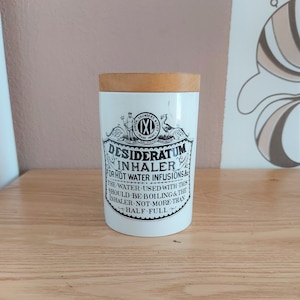 DESIDERATUM
INHALER
FOR HOT WATER INFUSIONS &c
THE·WATER·USED·WITH·THIS
SHOULD·BE·BOILING·&·THE
INHALER·NOT·MORE·THAN
HALF·FULL